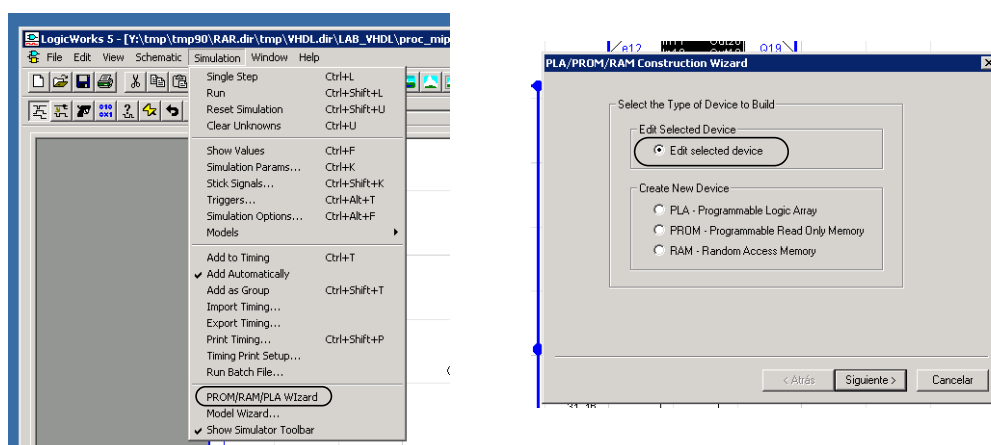 LogicWorks 5 - [Y:\tmp\tmp90\RAR.dir\tmp\VHDL.dir\LAB_VHDL\proc_mip
File Edit View Schematic Simulation Window Help
Single Step Ctrl+L
Run Ctrl+Shift+L
Reset Simulation Ctrl+Shift+U
Clear Unknowns Ctrl+U
Show Values Ctrl+F
Simulation Params... Ctrl+K
Stick Signals... Ctrl+Shift+K
Triggers... Ctrl+Alt+T
Simulation Options... Ctrl+Alt+F
Models
Add to Timing Ctrl+T
Add Automatically
Add as Group Ctrl+Shift+T
Import Timing...
Export Timing...
Print Timing... Ctrl+Shift+P
Timing Print Setup...
Run Batch File...
PROM/RAM/PLA WIzard
Model Wizard...
Show Simulator Toolbar
e12 Q19
PLA/PROM/RAM Construction Wizard
Select the Type of Device to Build
Edit Selected Device
Edit selected device
Create New Device
PLA - Programmable Logic Array
PROM - Programmable Read Only Memory
RAM - Random Access Memory
< Atrás Siguiente > Cancelar